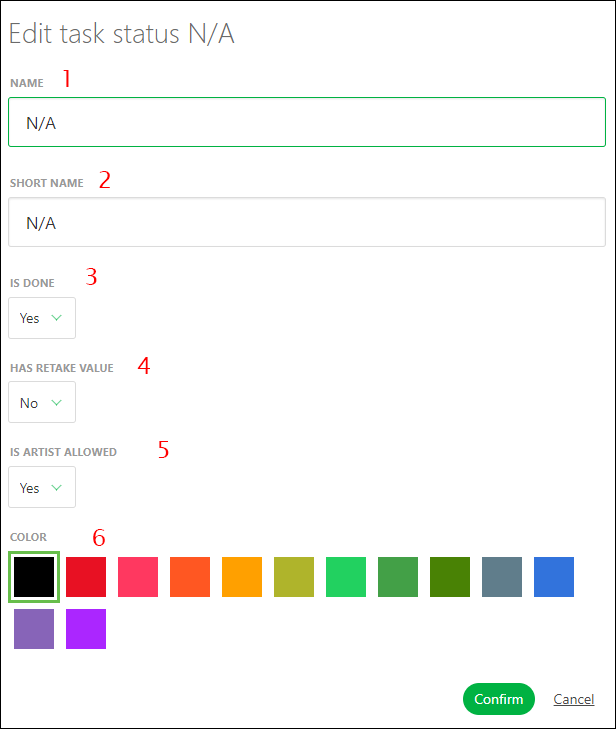 Edit task status N/A
NAME 1
N/A
SHORT NAME 2
N/A
IS DONE 3
Yes
HAS RETAKE VALUE 4
No
IS ARTIST ALLOWED 5
Yes
COLOR 6
Confirm Cancel